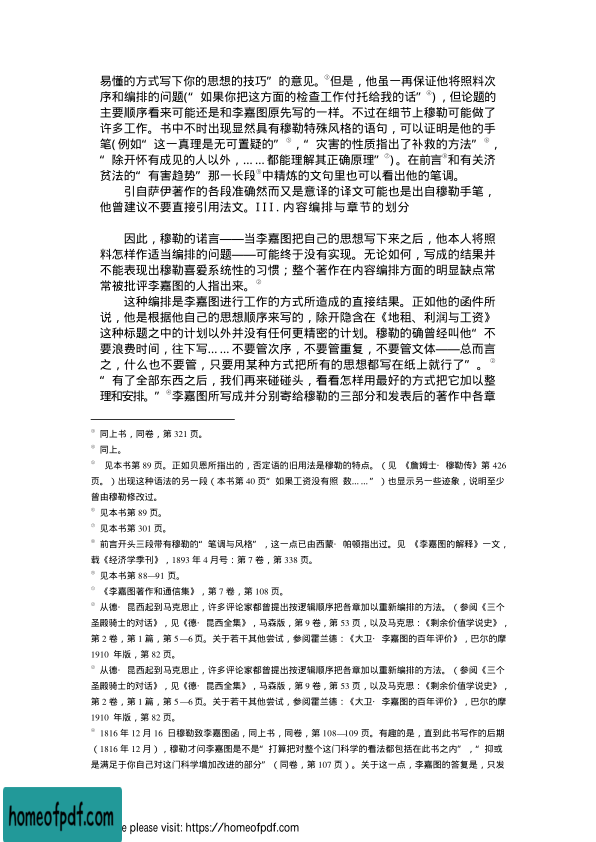 易懂的方式写下你的思想的技巧”的意见。但是，他虽一再保证他将照料次
序和编排的问题(“如果你把这方面的检查工作付托给我的话”)，但论题的
主要顺序看来可能还是和李嘉图原先写的一样。不过在细节上穆勒可能做了
许多工作。书中不时出现显然具有穆勒特殊风格的语句，可以证明是他的手
笔(例如“这一真理是无可置疑的”，“灾害的性质指出了补救的方法”，
“除开怀有成见的人以外，……都能理解其正确原理”)。在前言和有关济
贫法的“有害趋势”那一长段中精炼的文句里也可以看出他的笔调。
引自萨伊著作的各段准确然而又是意译的译文可能也是出自穆勒手笔，
他曾建议不要直接引用法文。III.内容编排与章节的划分
因此，穆勒的诺言——当李嘉图把自己的思想写下来之后，他本人将照
料怎样作适当编排的问题——可能终于没有实现。无论如何，写成的结果并
不能表现出穆勒喜爱系统性的习惯；整个著作在内容编排方面的明显缺点常
常被批评李嘉图的人指出来。
这种编排是李嘉图进行工作的方式所造成的直接结果。正如他的函件所
说，他是根据他自己的思想顺序来写的，除开隐含在《地租、利润与工资》
这种标题之中的计划以外并没有任何更精密的计划。穆勒的确曾经叫他“不
要浪费时间，往下写……不要管次序，不要管重复，不要管文体——总而言
之，什么也不要管，只要用某种方式把所有的思想都写在纸上就行了”。
“有了全部东西之后，我们再来碰碰头，看看怎样用最好的方式把它加以整
理和安排。”李嘉图所写成并分别寄给穆勒的三部分和发表后的著作中各章
同上书，同卷，第 321 页。
同上。
见本书第 89 页。正如贝恩所指出的，否定语的旧用法是穆勒的特点。（见 《詹姆士·穆勒传》第 426
页。）出现这种语法的另一段（本书第 40 页“如果工资没有照 数……”）也显示另一些迹象，说明至少
曾由穆勒修改过。
见本书第 89 页。
见本书第 301 页。
前言开头三段带有穆勒的“笔调与风格”，这一点已由西蒙·帕顿指出过。见 《李嘉图的解释》一文，
载《经济学季刊》，1893 年 4 月号：第 7 卷，第 338 页。
见本书第 88—91 页。
《李嘉图著作和通信集》，第 7 卷，第 108 页。
从德·昆西起到马克思止，许多评论家都曾提出按逻辑顺序把各章加以重新编排的方法。（参阅《三个
圣殿骑士的对话》，见《德·昆西全集》，马森版，第 9 卷，第 53 页，以及马克思：《剩余价值学说史》，
第 2 卷，第 1 篇，第 5—6 页。关于若干其他尝试，参阅霍兰德：《大卫·李嘉图的百年评价》，巴尔的摩
1910 年版，第 82 页。
从德·昆西起到马克思止，许多评论家都曾提出按逻辑顺序把各章加以重新编排的方法。（参阅《三个
圣殿骑士的对话》，见《德·昆西全集》，马森版，第 9 卷，第 53 页，以及马克思：《剩余价值学说史》，
第 2 卷，第 1 篇，第 5—6 页。关于若干其他尝试，参阅霍兰德：《大卫·李嘉图的百年评价》，巴尔的摩
1910 年版，第 82 页。
1816 年 12 月 16 日穆勒致李嘉图函，同上书，同卷，第 108—109 页。有趣的是，直到此书写作的后期
（1816 年 12 月），穆勒才问李嘉图是不是“打算把对整个这门科学的看法都包括在此书之内”，“抑或
是满足于你自己对这门科学增加改进的部分”（同卷，第 107 页）。关于这一点，李嘉图的答复是，只发
homeofpdf.com
e please visit: https://homeofpdf.com